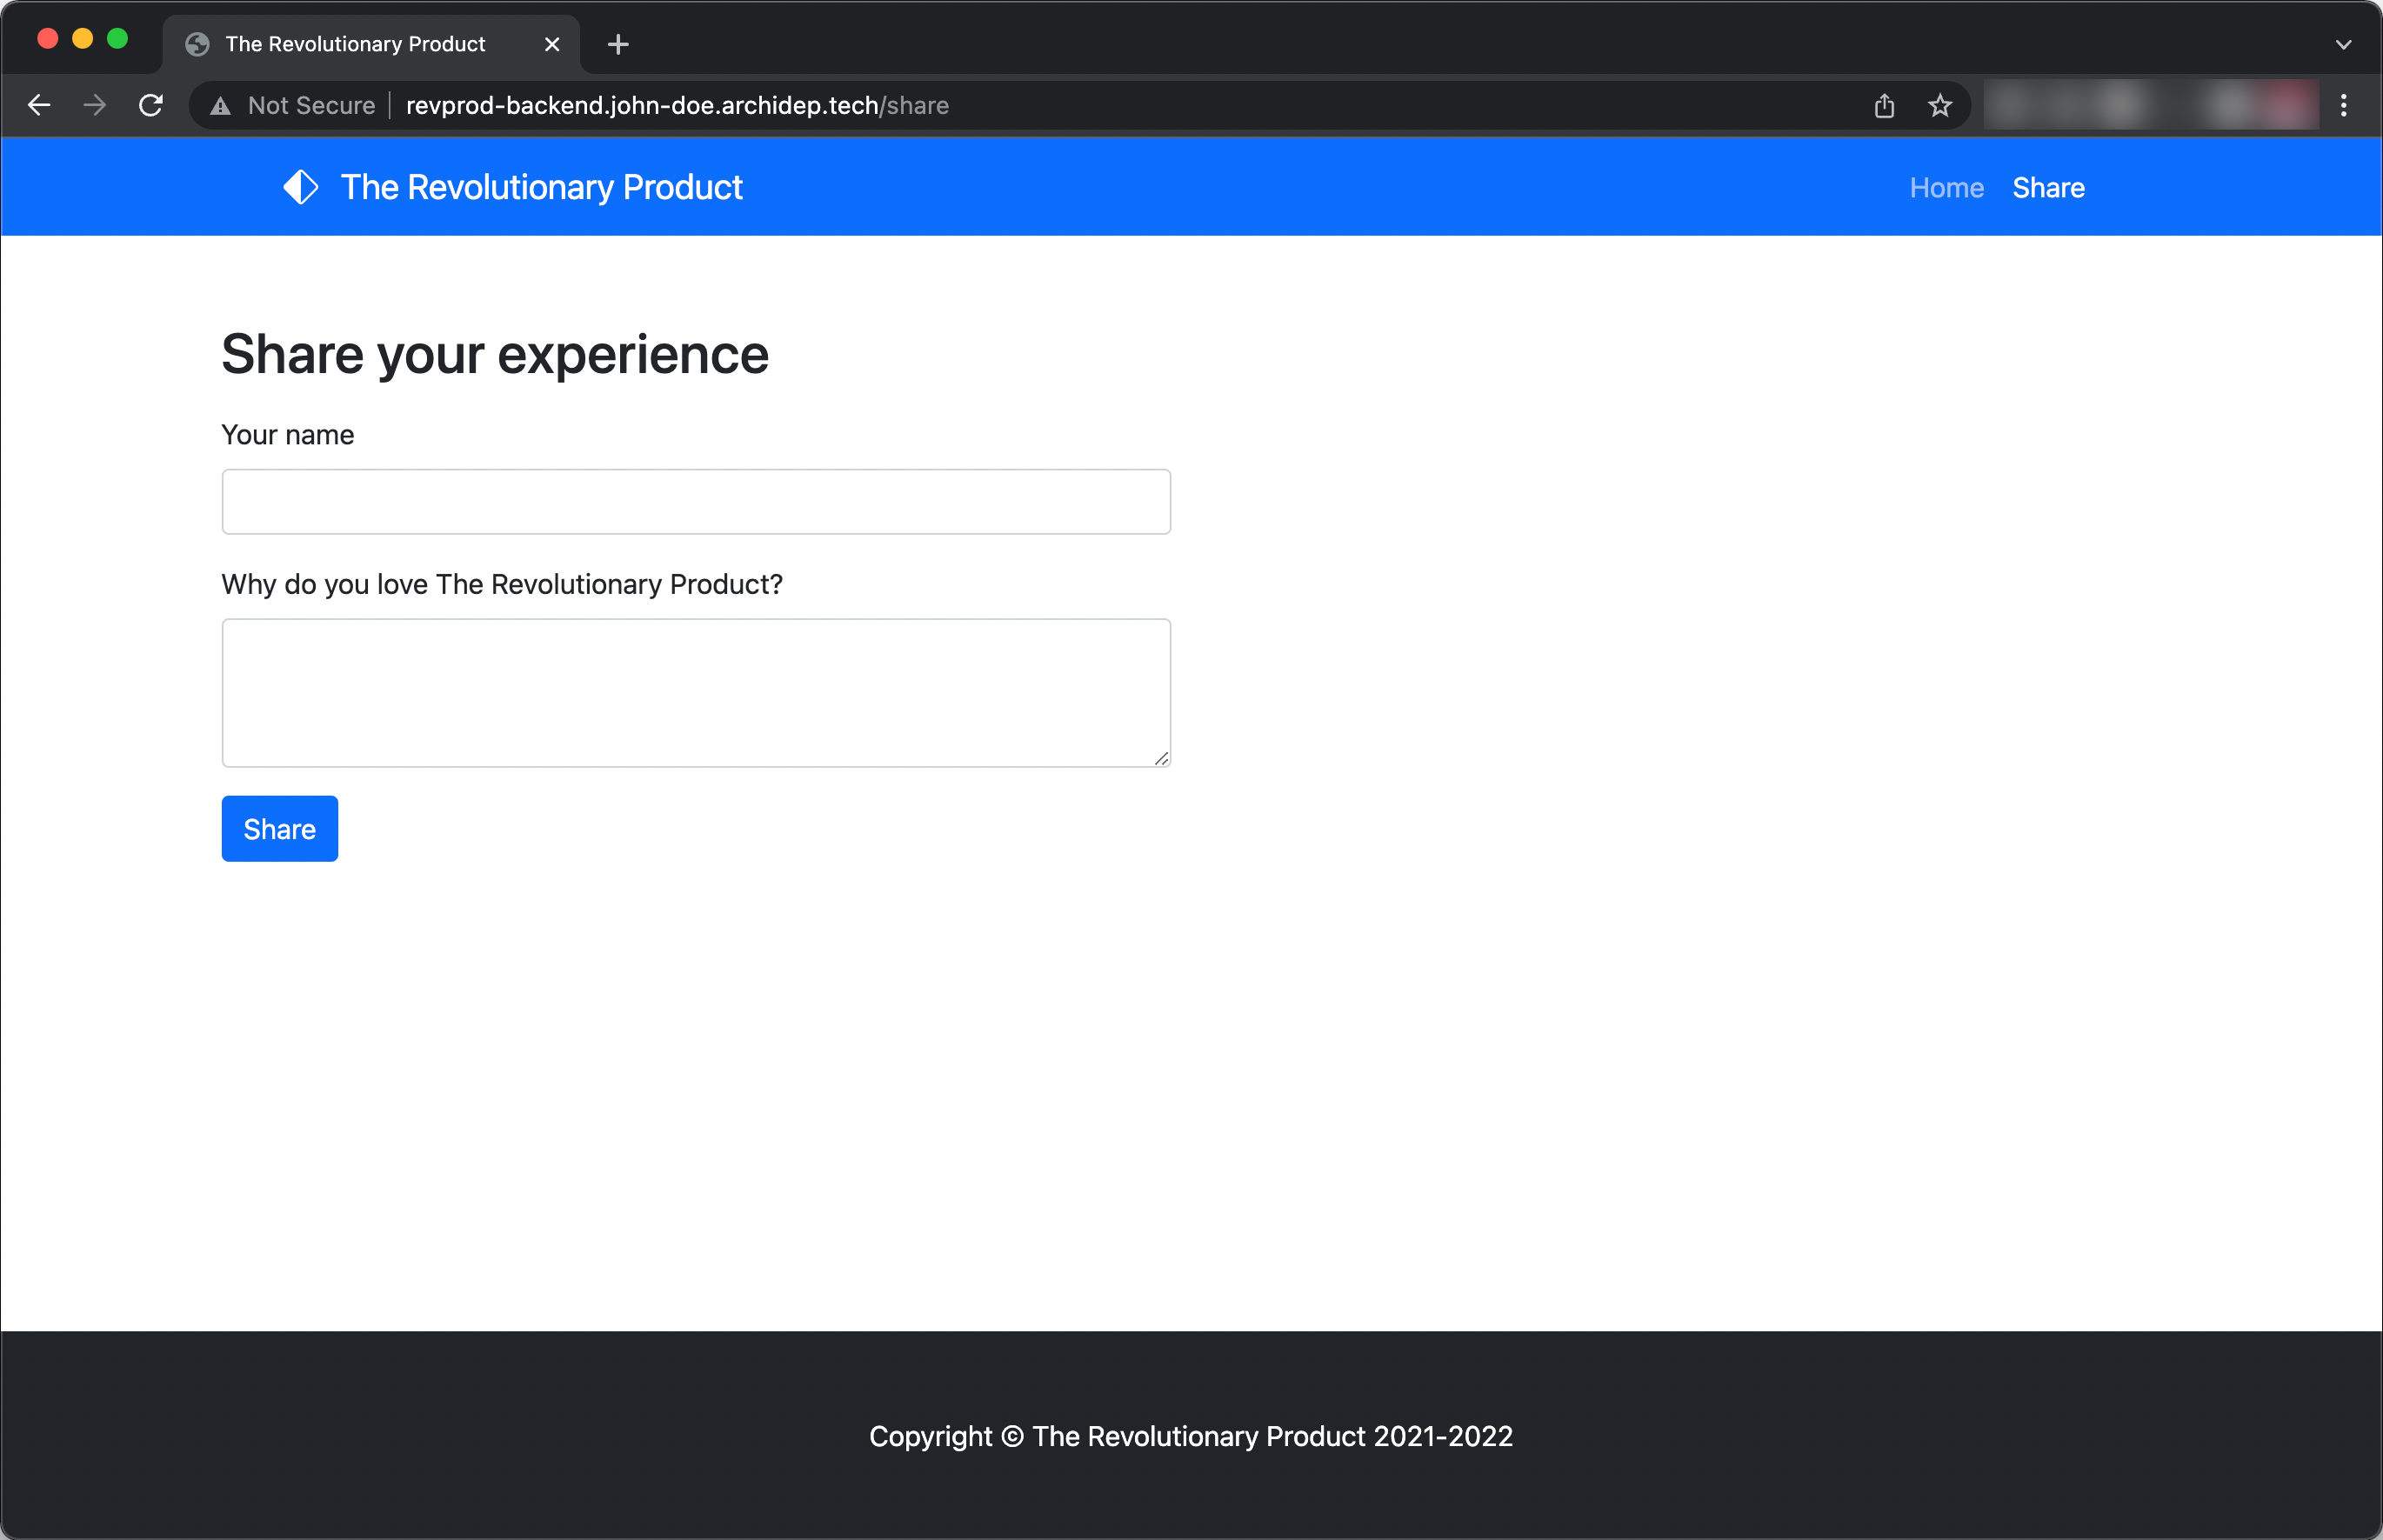 The Revolutionary Product
Not Secure
revprod-backend.john-doe.archidep.tech/share
The Revolutionary Product
Home
Share
Share your experience
Your name
Why do you love The Revolutionary Product?
Share
Copyright © The Revolutionary Product 2021-2022